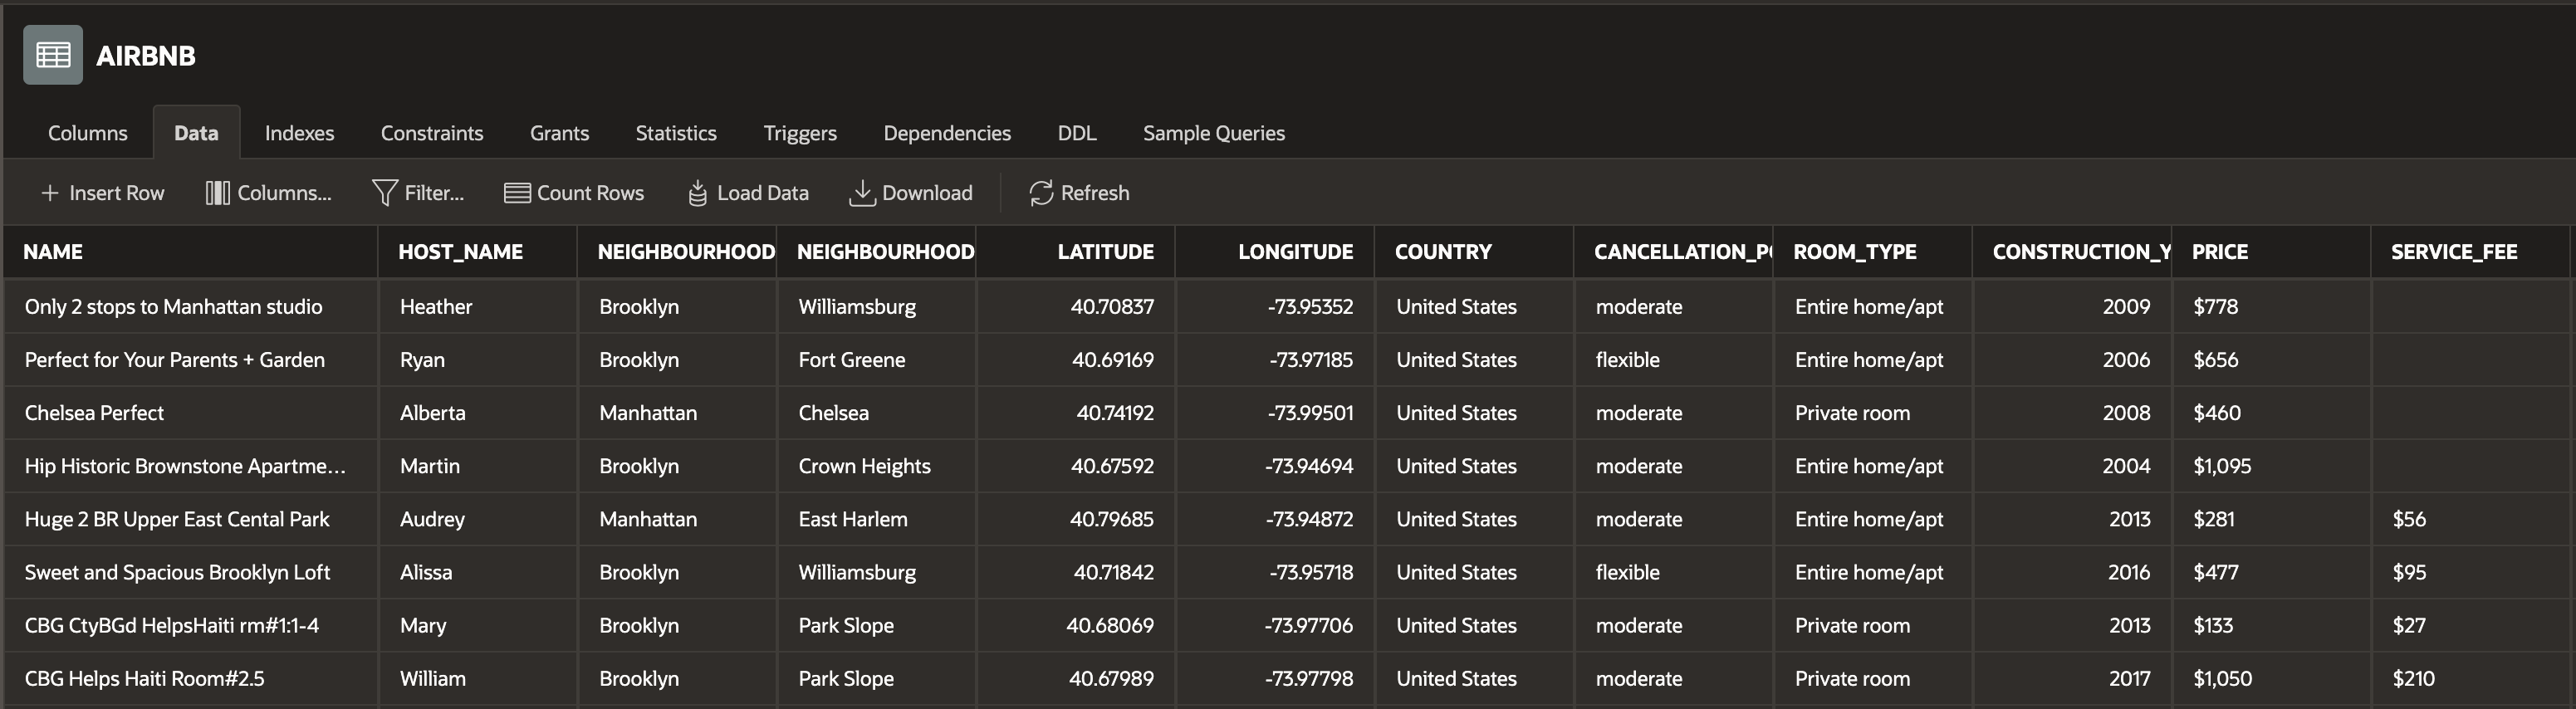 AIRBNB
Columns Data Indexes Constraints Grants Statistics Triggers Dependencies DDL Sample Queries
+ Insert Row Columns... Filter... Count Rows Load Data Download Refresh
NAME HOST_NAME NEIGHBOURHOOD NEIGHBOURHOOD LATITUDE LONGITUDE COUNTRY CANCELLATION_PO ROOM_TYPE CONSTRUCTION_Y PRICE SERVICE_FEE
Only 2 stops to Manhattan studio Heather Brooklyn Williamsburg 40.70837 -73.95352 United States moderate Entire home/apt 2009 $778
Perfect for Your Parents + Garden Ryan Brooklyn Fort Greene 40.69169 -73.97185 United States flexible Entire home/apt 2006 $656
Chelsea Perfect Alberta Manhattan Chelsea 40.74192 -73.99501 United States moderate Private room 2008 $460
Hip Historic Brownstone Apartme... Martin Brooklyn Crown Heights 40.67592 -73.94694 United States moderate Entire home/apt 2004 $1,095
Huge 2 BR Upper East Cental Park Audrey Manhattan East Harlem 40.79685 -73.94872 United States moderate Entire home/apt 2013 $281 $56
Sweet and Spacious Brooklyn Loft Alissa Brooklyn Williamsburg 40.71842 -73.95718 United States flexible Entire home/apt 2016 $477 $95
CBG CtyBGd HelpsHaiti rm#1:1-4 Mary Brooklyn Park Slope 40.68069 -73.97706 United States moderate Private room 2013 $133 $27
CBG Helps Haiti Room#2.5 William Brooklyn Park Slope 40.67989 -73.97798 United States moderate Private room 2017 $1,050 $210